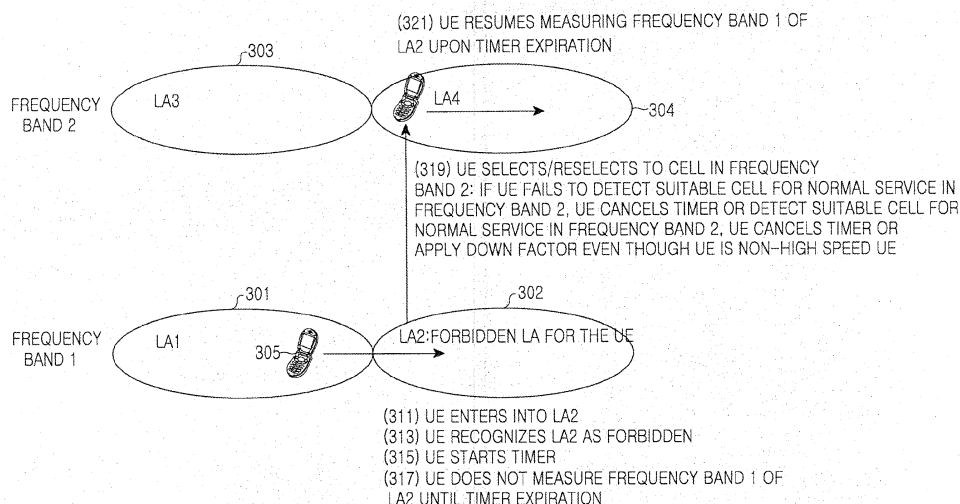 (321) UE RESUMES MEASURING FREQUENCY BAND 1 OF
LA2 UPON TIMER EXPIRATION
303
FREQUENCY
BAND 2
LA3
LA4
304
(319) UE SELECTS/RESELECTS TO CELL IN FREQUENCY
BAND 2: IF UE FAILS TO DETECT SUITABLE CELL FOR NORMAL SERVICE IN
FREQUENCY BAND 2, UE CANCELS TIMER OR DETECT SUITABLE CELL FOR
NORMAL SERVICE IN FREQUENCY BAND 2, UE CANCELS TIMER OR
APPLY DOWN FACTOR EVEN THOUGH UE IS NON-HIGH SPEED UE
301
302
FREQUENCY
BAND 1
LA1
305
LA2:FORBIDDEN LA FOR THE UE
(311) UE ENTERS INTO LA2
(313) UE RECOGNIZES LA2 AS FORBIDDEN
(315) UE STARTS TIMER
(317) UE DOES NOT MEASURE FREQUENCY BAND 1 OF
LA2 UNTIL TIMER EXPIRATION